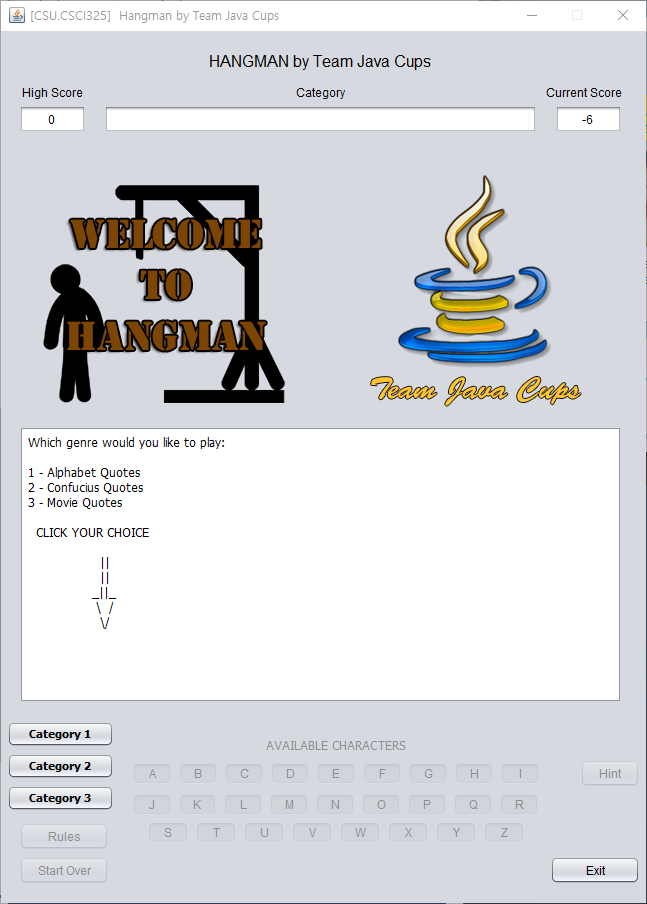 [CSU.CSCI325] Hangman by Team Java Cups
HANGMAN by Team Java Cups
High Score
Category
Current Score
0
-6
WELCOME
TO
HANGMAN
Team Java Cups
Which genre would you like to play:
1 - Alphabet Quotes
2 - Confucius Quotes
3 - Movie Quotes
CLICK YOUR CHOICE
||
||
_||_
\ /
\/
Category 1
Category 2
Category 3
Rules
Start Over
AVAILABLE CHARACTERS
A B C D E F G H I
J K L M N O P Q R
S T U V W X Y Z
Hint
Exit